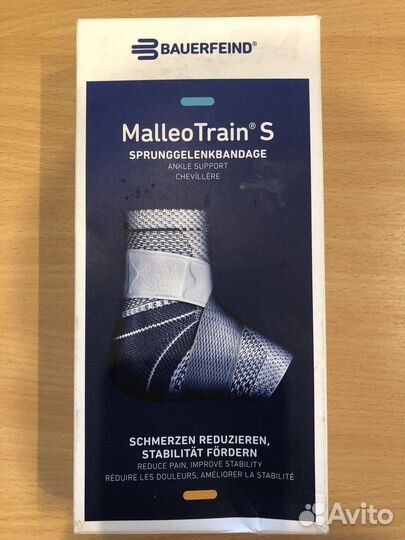 BAUERFEIND®
MalleoTrain® S
SPRUNGGELENKBANDAGE
ANKLE SUPPORT
CHEVILLÈRE
SCHMERZEN REDUZIEREN,
STABILITÄT FÖRDERN
REDUCE PAIN, IMPROVE STABILITY
RÉDUIRE LES DOULEURS, AMÉLIORER LA STABILITÉ
Avito